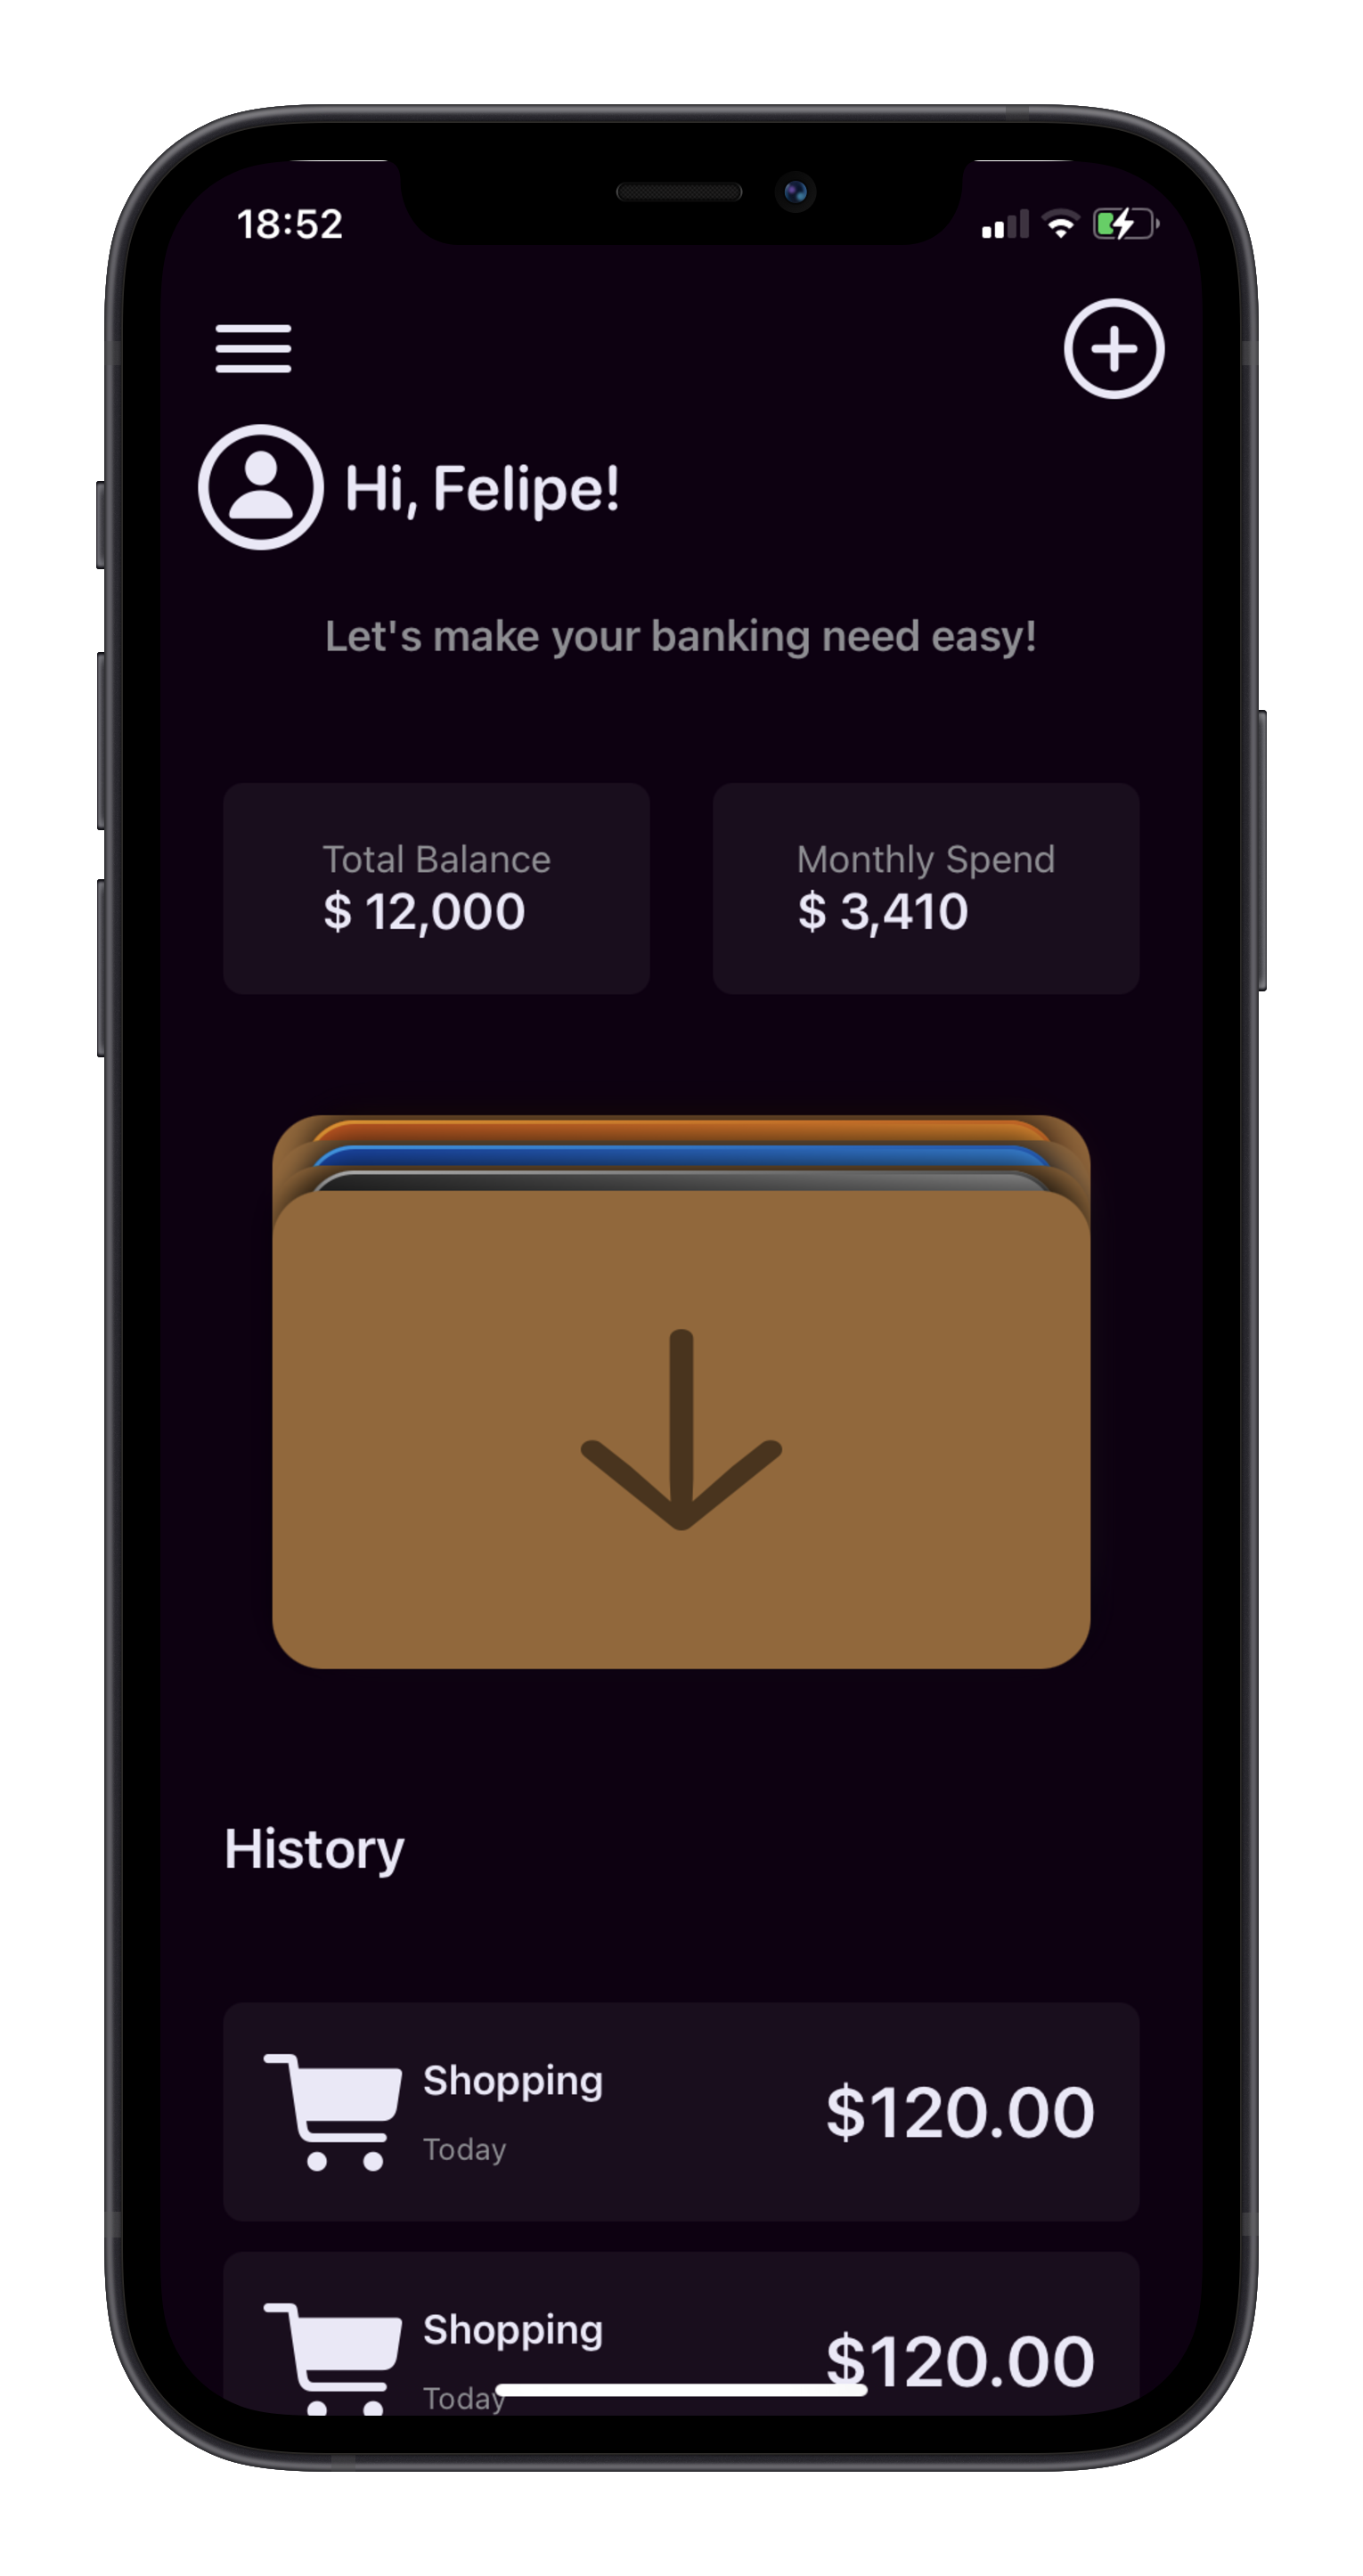 18:52
Hi, Felipe!
Let's make your banking need easy!
Total Balance
$ 12,000
Monthly Spend
$ 3,410
History
Shopping
Today
$120.00
Shopping
Today
$120.00